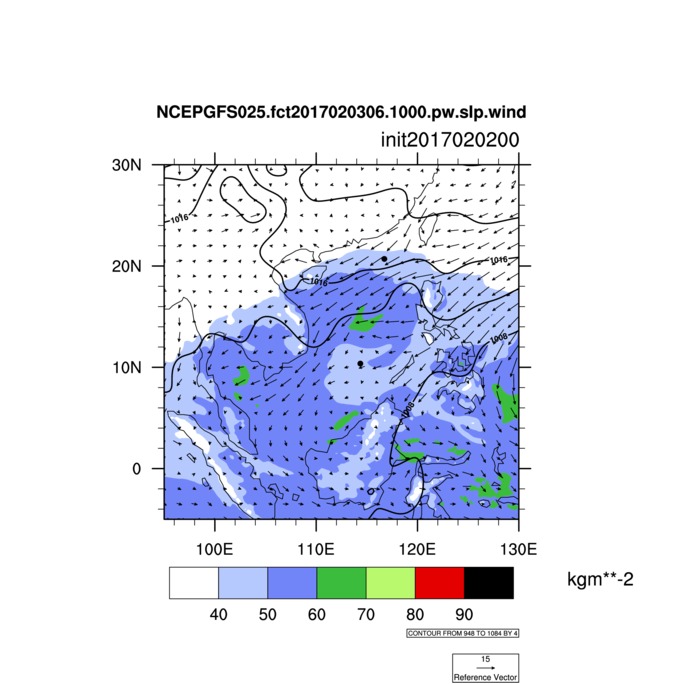 NCEPGFS025.fct2017020306.1000.pw.slp.wind
init2017020200
30N
1016
20N
1016
1016
1008
10N
1008
0
100E 110E 120E 130E
kgm**-2
40 50 60 70 80 90
CONTOUR FROM 948 TO 1084 BY 4
15
Reference Vector